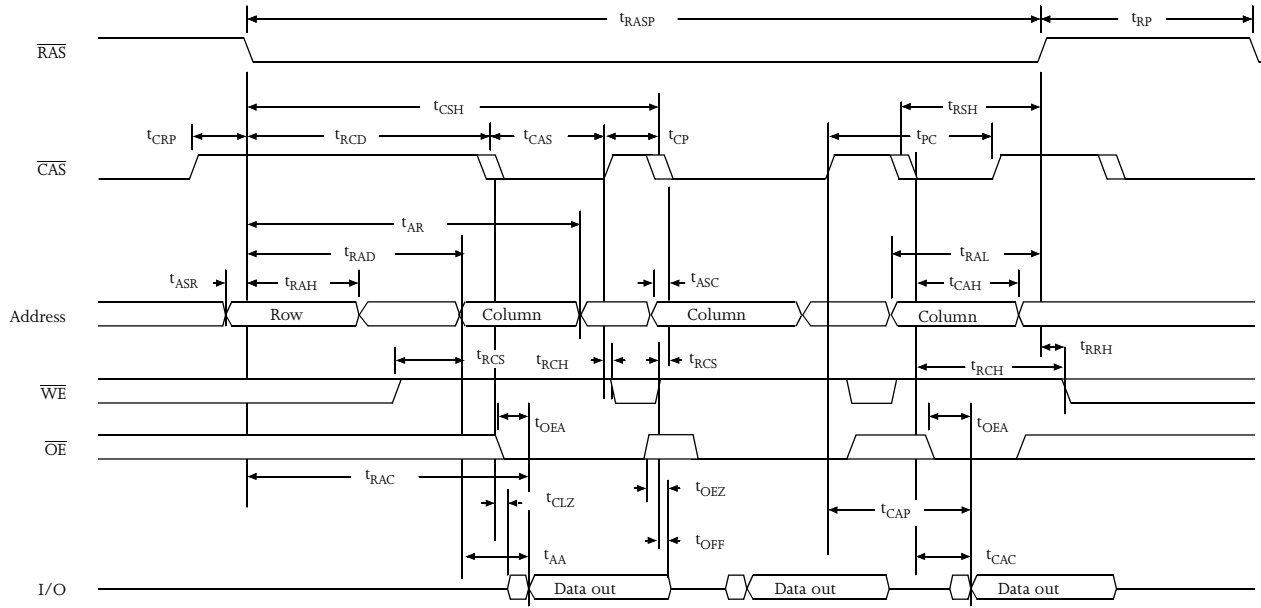 tRASP
tRP
RAS
tCSH
tRSH
tCRP
tRCD
tCAS
tCP
tPC
CAS
tAR
tRAD
tRAL
tASR
tRAH
tASC
tCAH
Address
Row
Column
Column
Column
tRRH
tRCS
tRCH
tRCS
tRCH
WE
tOEA
tOEA
OE
tRAC
tCLZ
tOEZ
tCAP
tOFF
tAA
tCAC
I/O
Data out
Data out
Data out